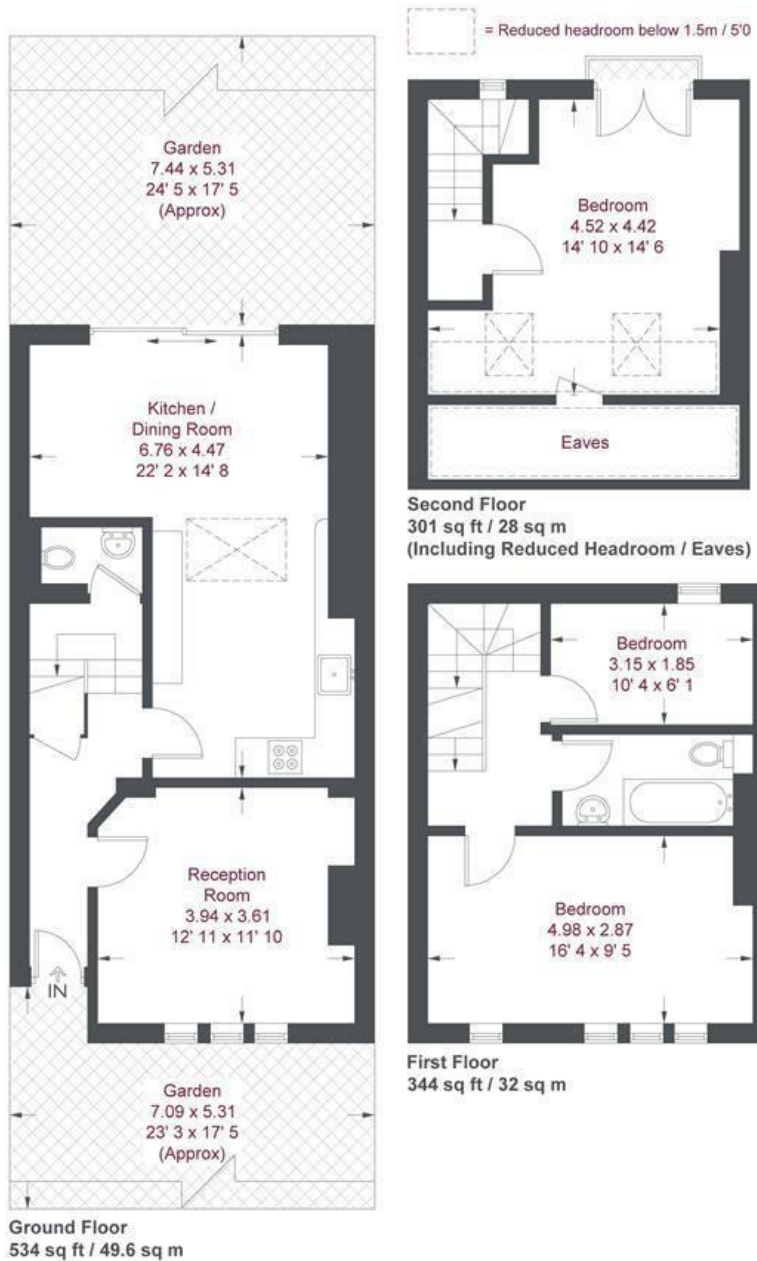 Garden
7.44 x 5.31
24' 5 x 17' 5
(Approx)
Kitchen /
Dining Room
6.76 x 4.47
22' 2 x 14' 8
Reception
Room
3.94 x 3.61
12' 11 x 11' 10
IN
Garden
7.09 x 5.31
23' 3 x 17' 5
(Approx)
Ground Floor
534 sq ft / 49.6 sq m
= Reduced headroom below 1.5m / 5'0
Bedroom
4.52 x 4.42
14' 10 x 14' 6
Eaves
Second Floor
301 sq ft / 28 sq m
(Including Reduced Headroom / Eaves)
Bedroom
3.15 x 1.85
10' 4 x 6' 1
Bedroom
4.98 x 2.87
16' 4 x 9' 5
First Floor
344 sq ft / 32 sq m